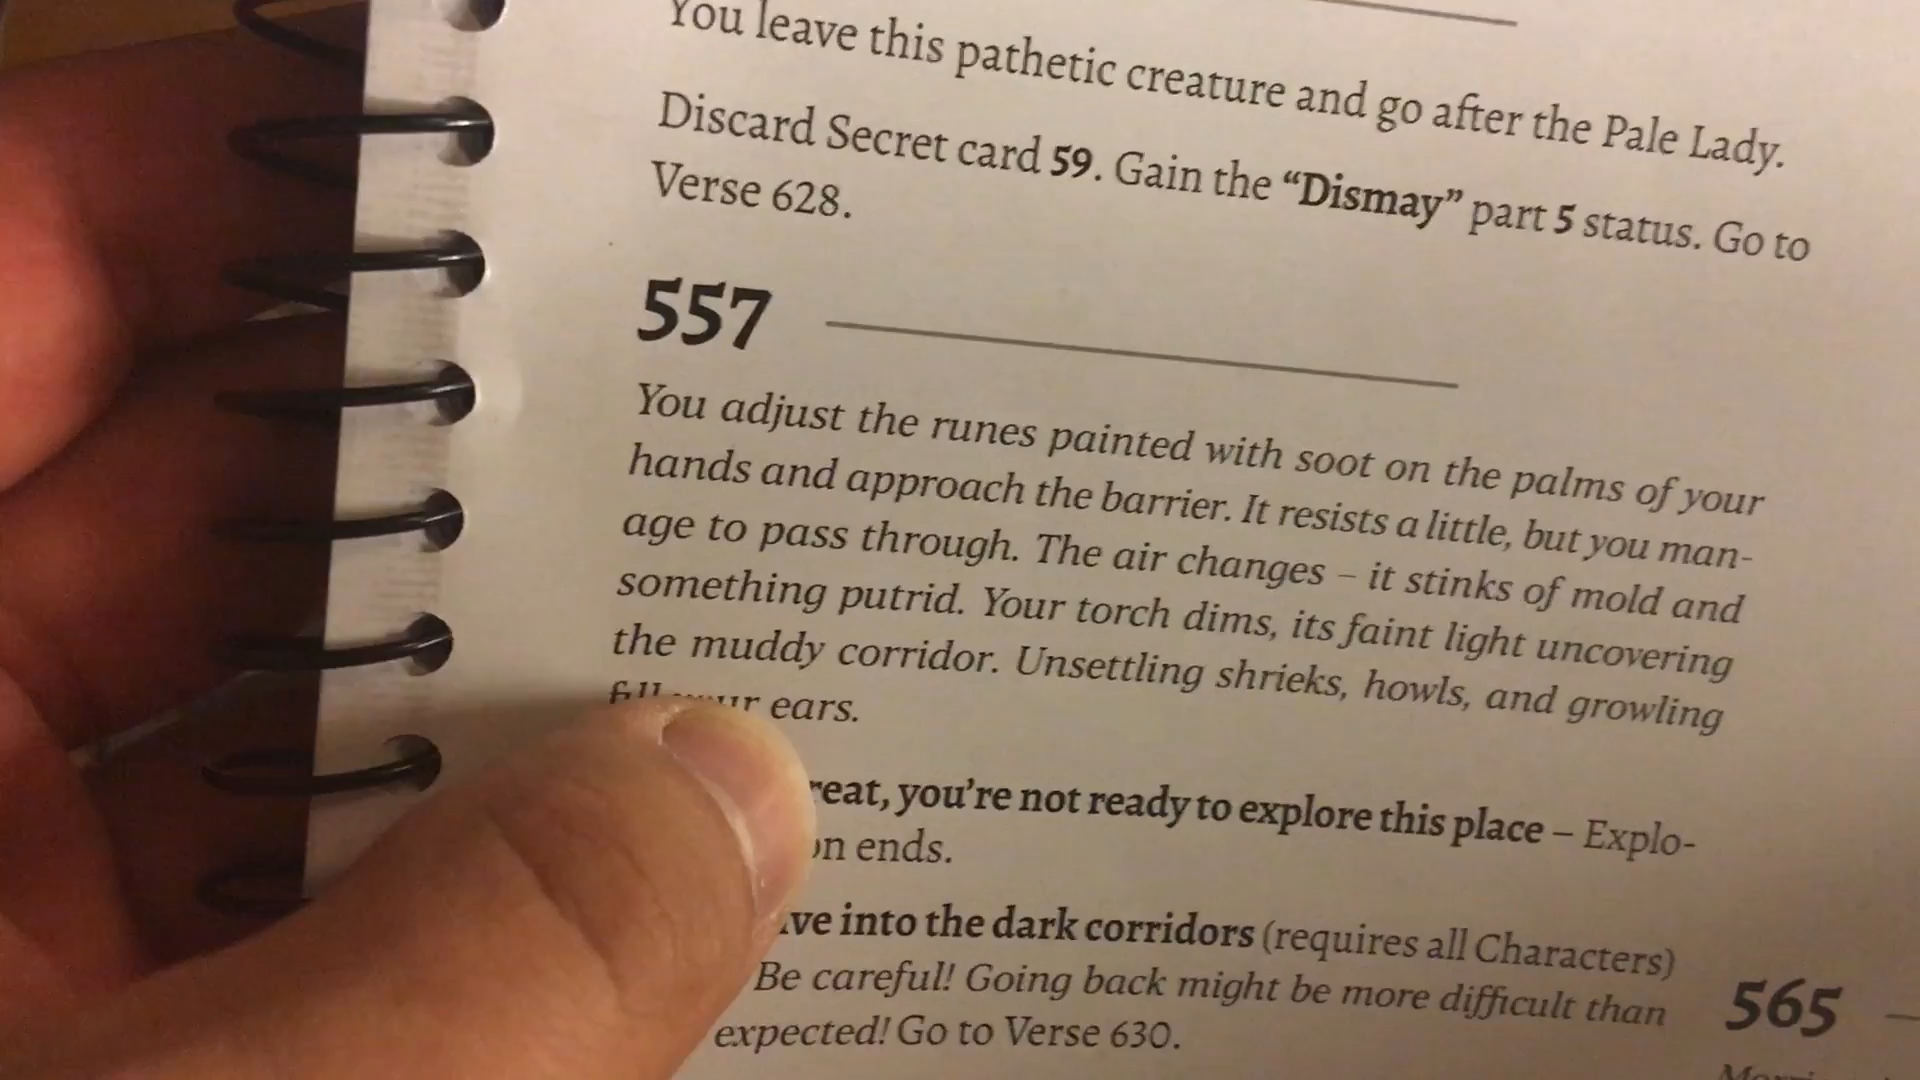 You leave this pathetic creature and go after the Pale Lady.
Discard Secret card 59. Gain the “Dismay” part 5 status. Go to
Verse 628.
557
You adjust the runes painted with soot on the palms of your
hands and approach the barrier. It resists a little, but you man-
age to pass through. The air changes – it stinks of mold and
something putrid. Your torch dims, its faint light uncovering
the muddy corridor. Unsettling shrieks, howls, and growling
ears.
you’re not ready to explore this place – Explo-
ends.
into the dark corridors (requires all Characters)
Be careful! Going back might be more difficult than
expected! Go to Verse 630.
565